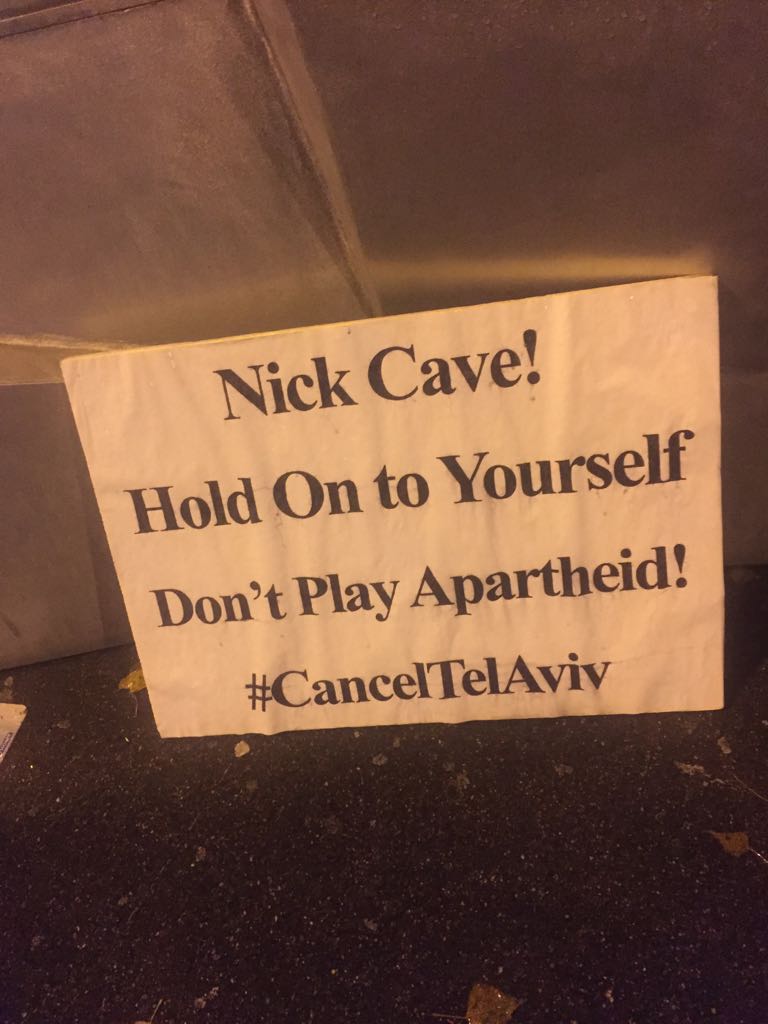 Nick Cave!
Hold On to Yourself
Don't Play Apartheid!
#CancelTelAviv